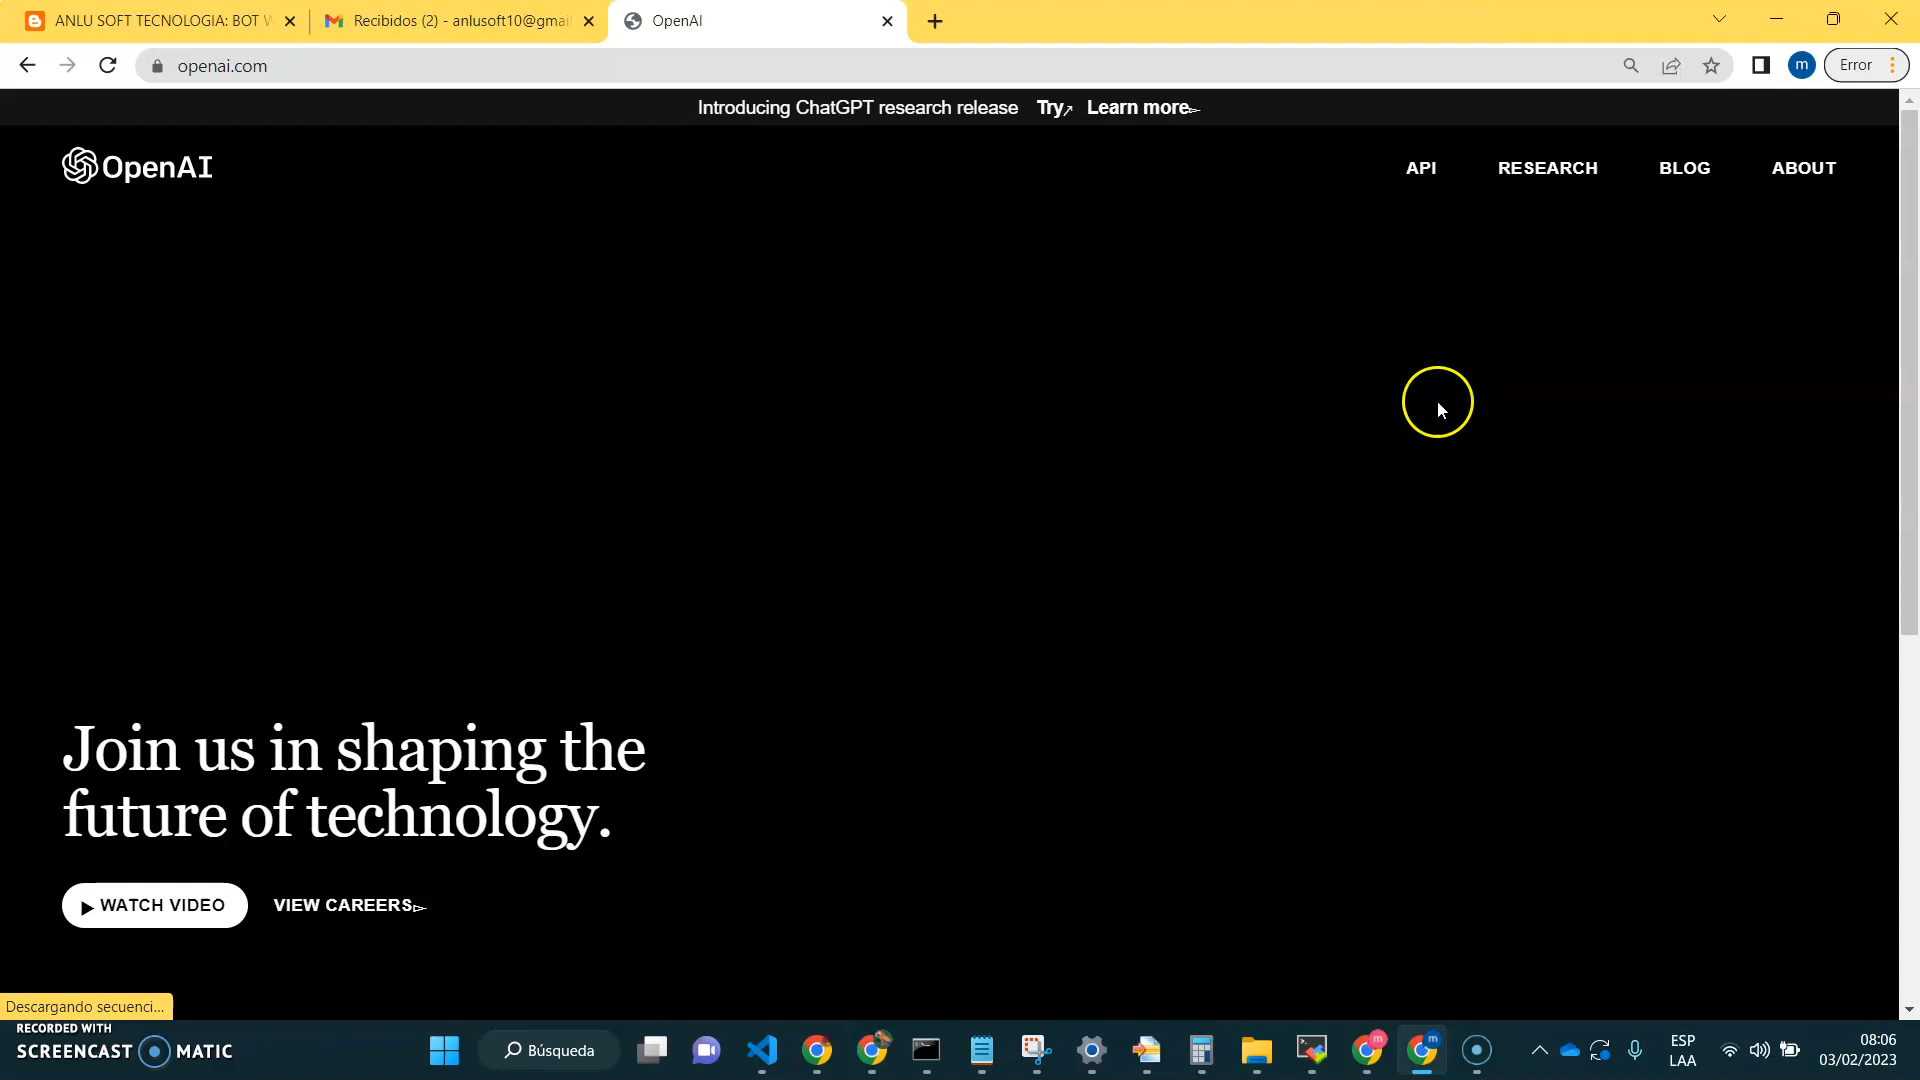 ANLU SOFT TECNOLOGIA: BOT W
Recibidos (2) - anlusoft10@gmai
OpenAI
openai.com
m
Error
Introducing ChatGPT research release Try Learn more
OpenAI
API RESEARCH BLOG ABOUT
Join us in shaping the
future of technology.
WATCH VIDEO VIEW CAREERS
Descargando secuenci...
RECORDED WITH
SCREENCAST MATIC
Búsqueda
m
m
ESP
LAA
08:06
03/02/2023